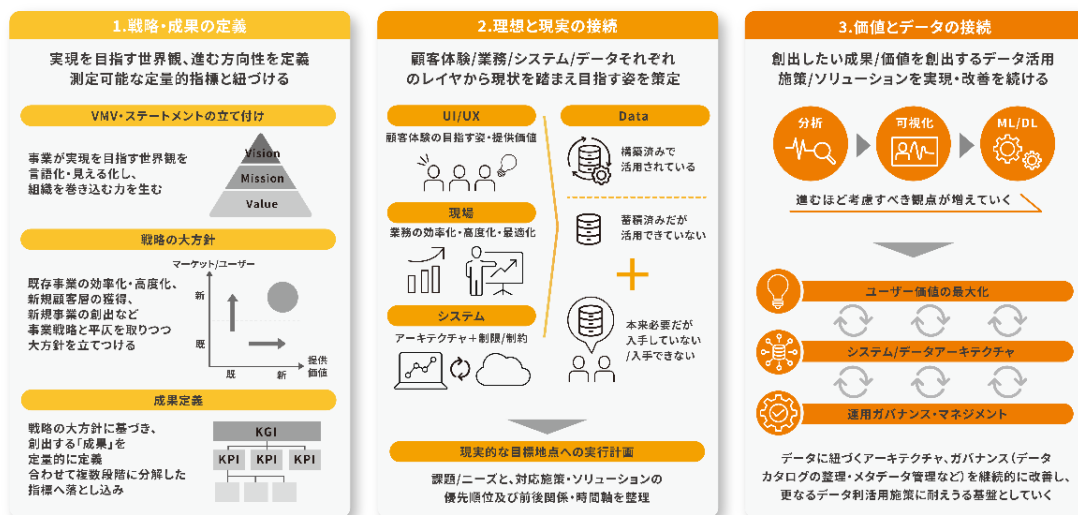 1.戦略・成果の定義
実現を目指す世界観、進む方向性を定義
測定可能な定量的指標と紐づける
VMV・ステートメントの立て付け
事業が実現を目指す世界観を
言語化・見える化し、
組織を巻き込む力を生む
Vision
Mission
Value
戦略の大方針
マーケット/ユーザー
既存事業の効率化・高度化、
新規顧客層の獲得、
新規事業の創出など
事業戦略と平仄を取りつつ
大方針を立てつける
新
既
既
新
提供
価値
成果定義
戦略の大方針に基づき、
創出する「成果」を
定量的に定義
合わせて複数段階に分解した
指標へ落とし込み
KGI
KPI
KPI
KPI
2.理想と現実の接続
顧客体験/業務/システム/データそれぞれ
のレイヤから現状を踏まえ目指す姿を策定
UI/UX
顧客体験の目指す姿・提供価値
現場
業務の効率化・高度化・最適化
システム
アーキテクチャ+制限/制約
Data
構築済みで
活用されている
蓄積済みだが
活用できていない
本来必要だが
入手していない
/入手できない
現実的な目標地点への実行計画
課題/ニーズと、対応施策・ソリューションの
優先順位及び前後関係・時間軸を整理
3.価値とデータの接続
創出したい成果/価値を創出するデータ活用
施策/ソリューションを実現・改善を続ける
分析
可視化
ML/DL
進むほど考慮すべき観点が増えていく
ユーザー価値の最大化
システム/データアーキテクチャ
運用ガバナンス・マネジメント
データに紐づくアーキテクチャ、ガバナンス(データ
カタログの整理・メタデータ管理など)を継続的に改善し、
更なるデータ利活用施策に耐えうる基盤としていく